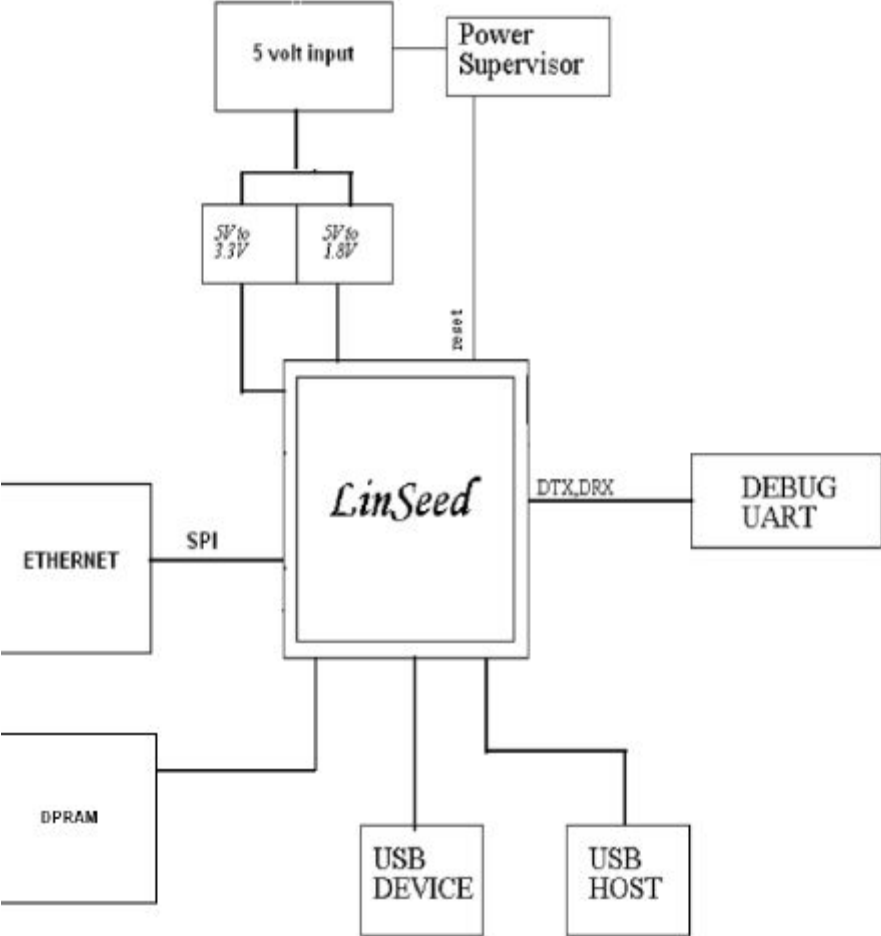 5 volt input
Power
Supervisor
5V to
3.3V
5V to
1.8V
reset
LinSeed
DTX,DRX
DEBUG
UART
SPI
ETHERNET
DPRAM
USB
DEVICE
USB
HOST